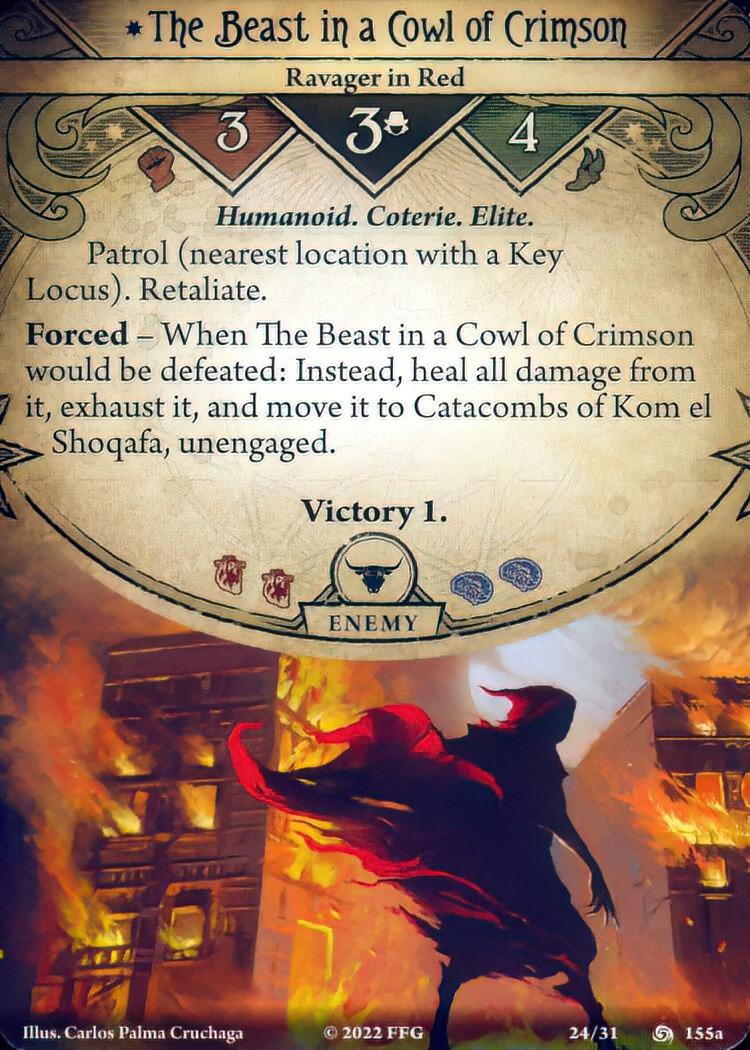 The Beast in a Cowl of Crimson
Ravager in Red
3 3 4
Humanoid. Coterie. Elite.
Patrol (nearest location with a Key
Locus). Retaliate.
Forced – When The Beast in a Cowl of Crimson
would be defeated: Instead, heal all damage from
it, exhaust it, and move it to Catacombs of Kom el
Shoqafa, unengaged.
Victory 1.
ENEMY
Illus. Carlos Palma Cruchaga © 2022 FFG 24/31 155a